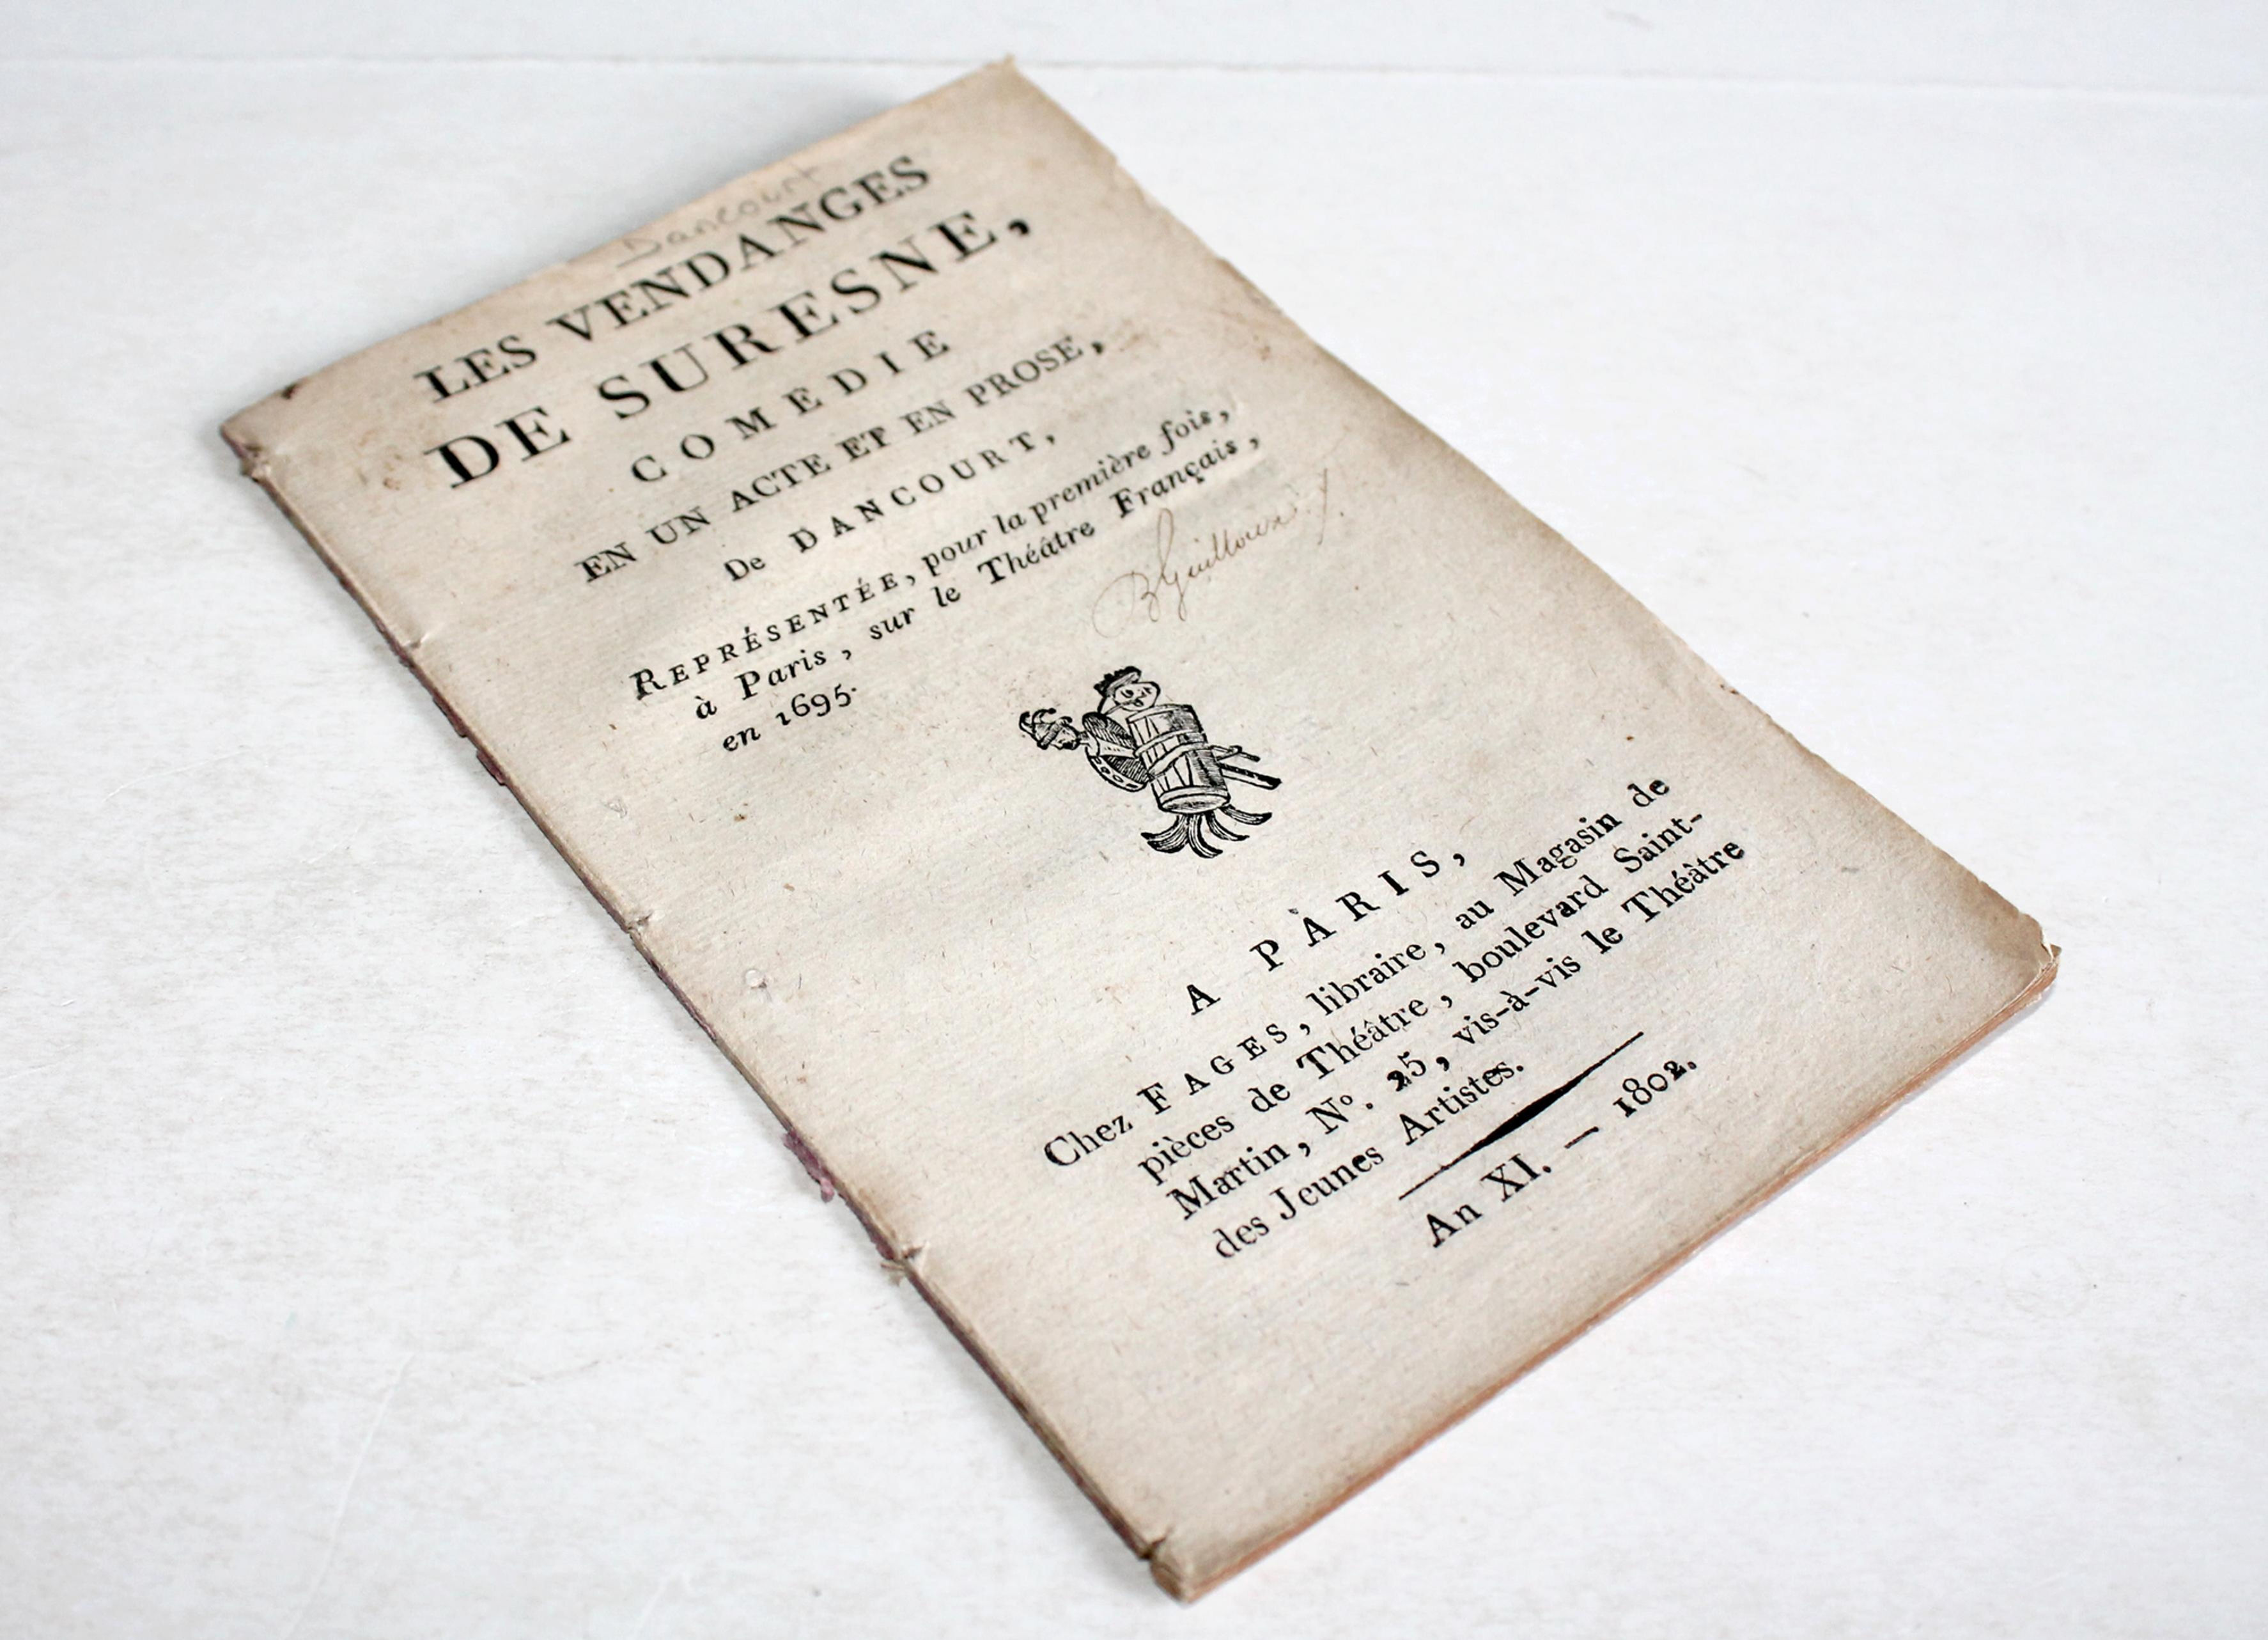 Dancourt
LES VENDANGES
DE SURESNE,
COMEDIE
EN UN ACTE ET EN PROSE,
De DANCOURT,
REPRÉSENTÉE, pour la première fois,
à Paris, sur le Théâtre Français,
en 1695.
A PARIS,
Chez FAGES, libraire, au Magasin de
pièces de Théâtre, boulevard Saint-
Martin, No. 25, vis-à-vis le Théâtre
des Jeunes Artistes.
An XI. — 1802.